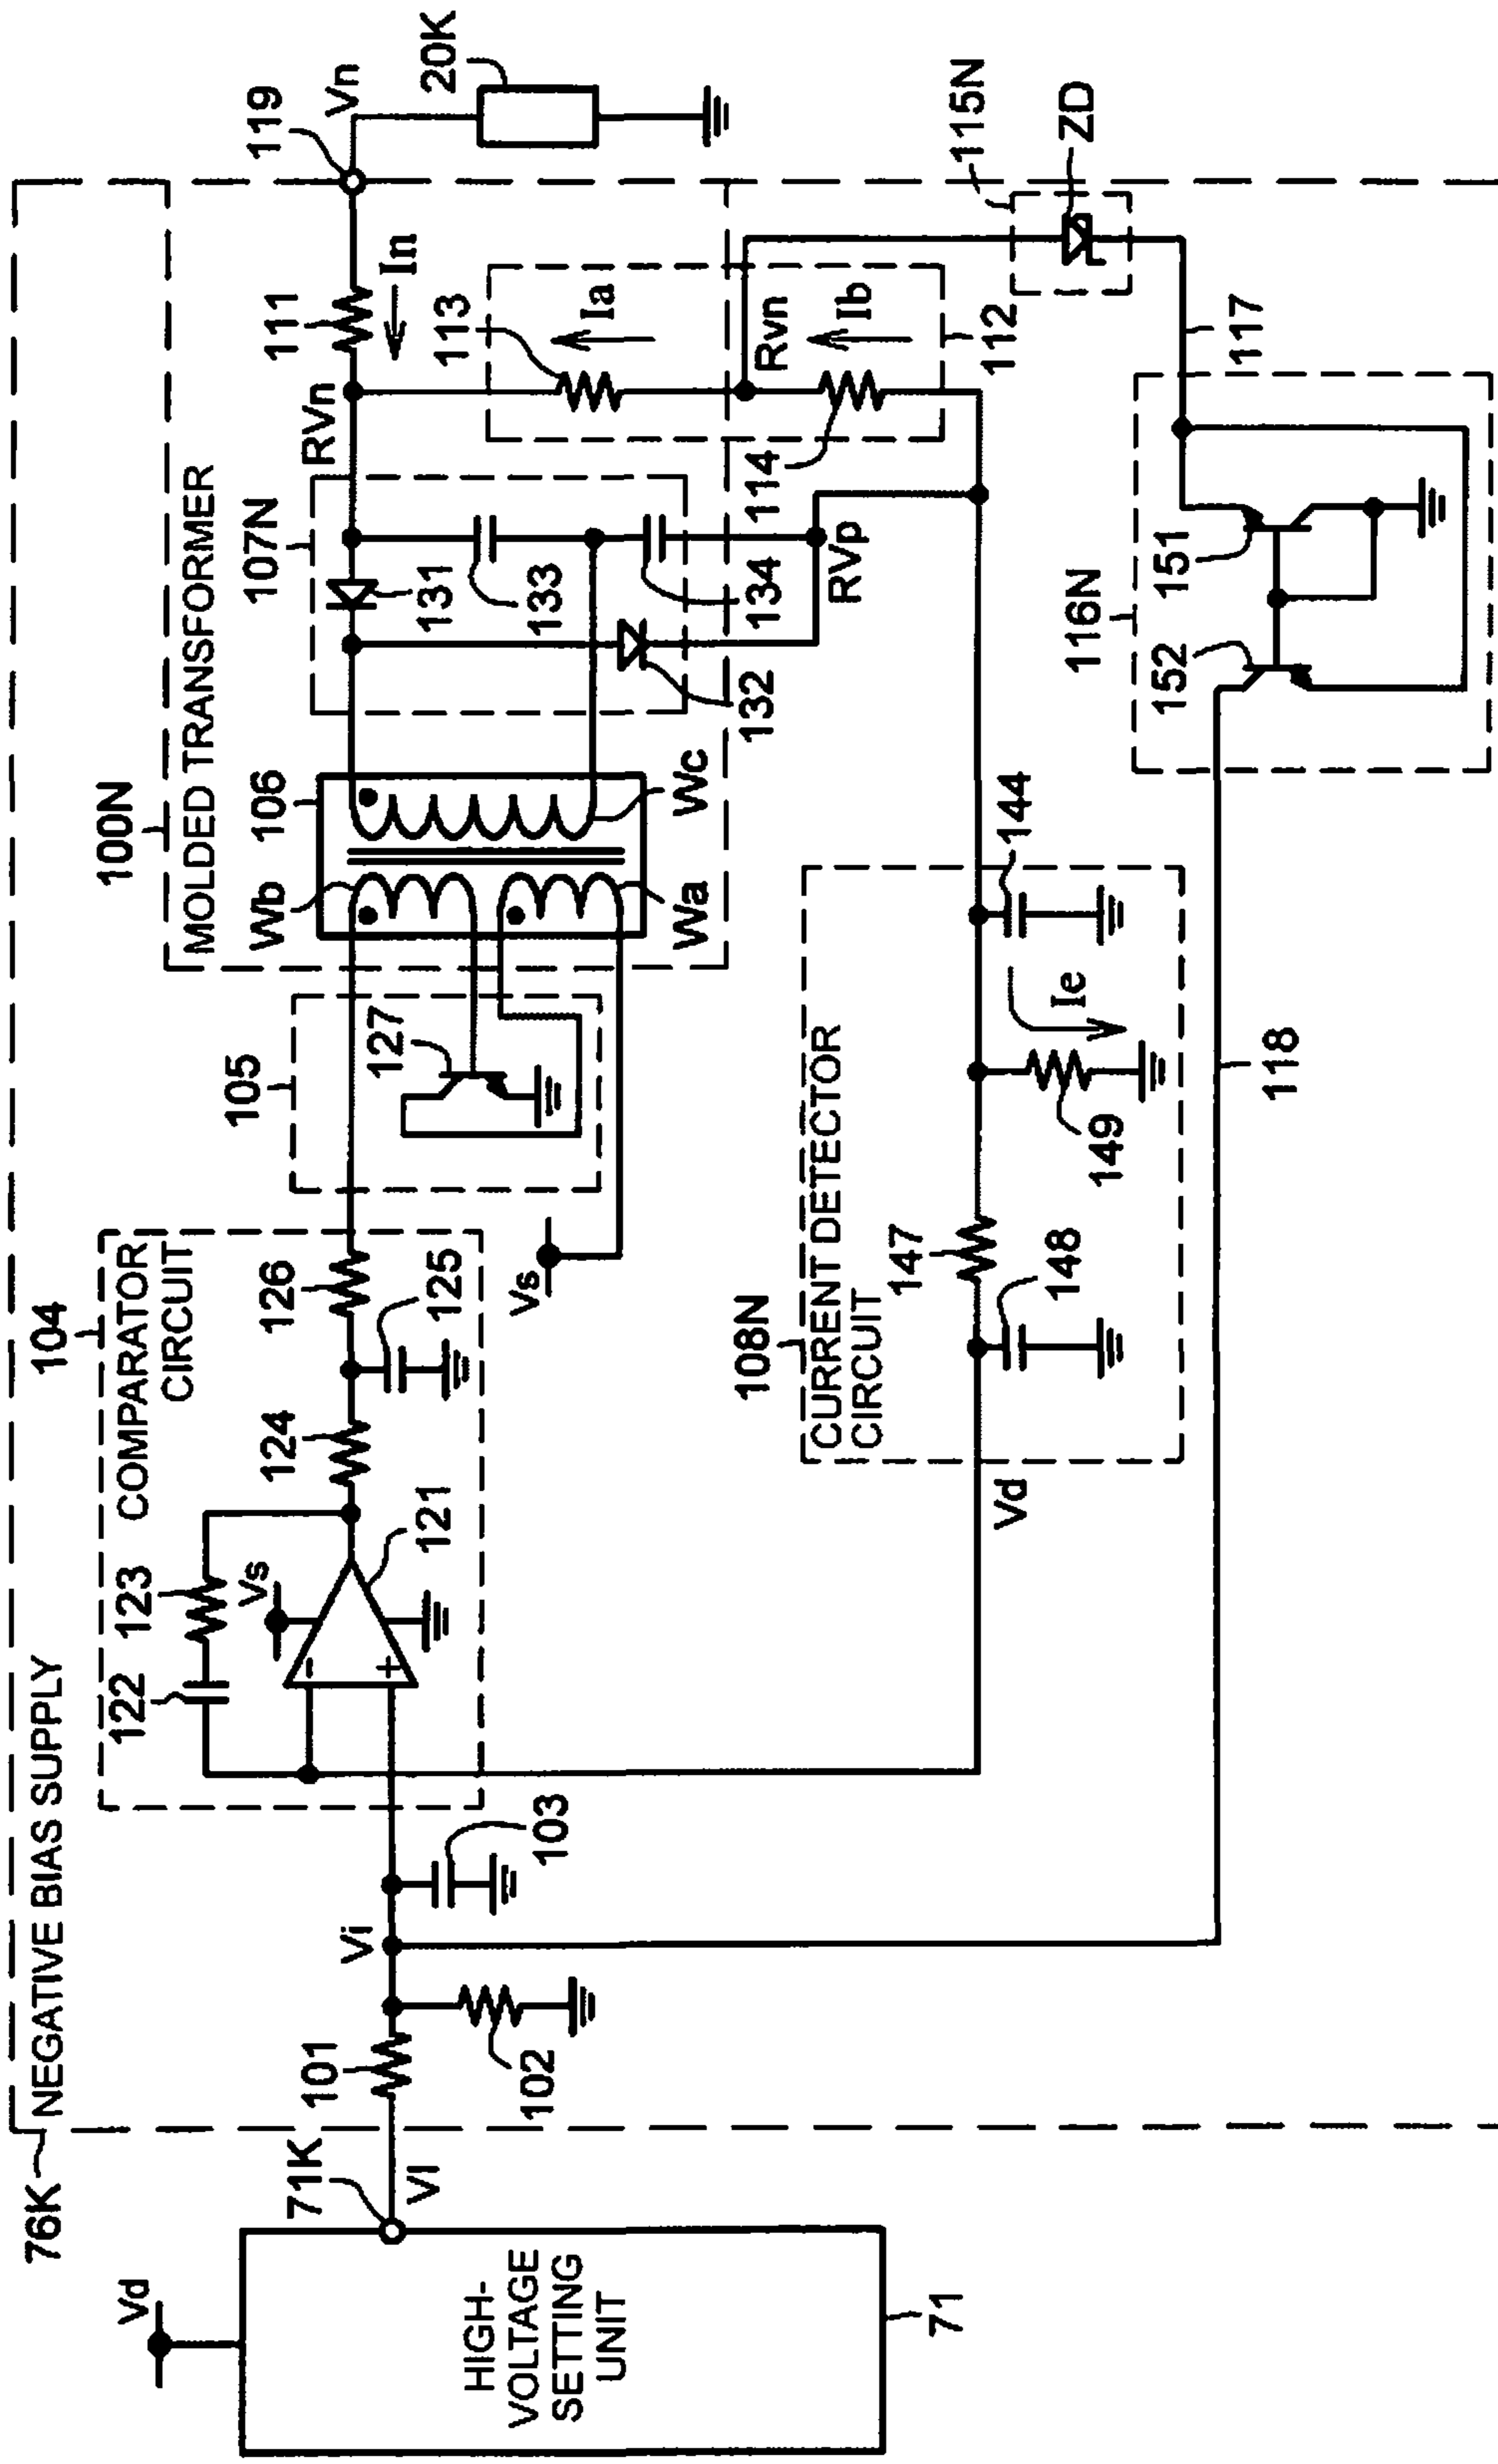 76K
NEGATIVE BIAS SUPPLY
Vd
HIGH-
VOLTAGE
SETTING
UNIT
71
71K
VI
101
102
Vi
103
104
COMPARATOR
CIRCUIT
122
123
Vs
121
-
+
124
125
126
Vs
105
127
100N
MOLDED TRANSFORMER
106
Wb
Wa
Wc
107N
131
132
133
134
RVn
RVp
111
In
119
Vn
20K
113
Ia
Rvn
Ib
112
114
115N
ZD
117
116N
151
152
118
108N
CURRENT DETECTOR
CIRCUIT
Vd
147
148
149
Ie
144